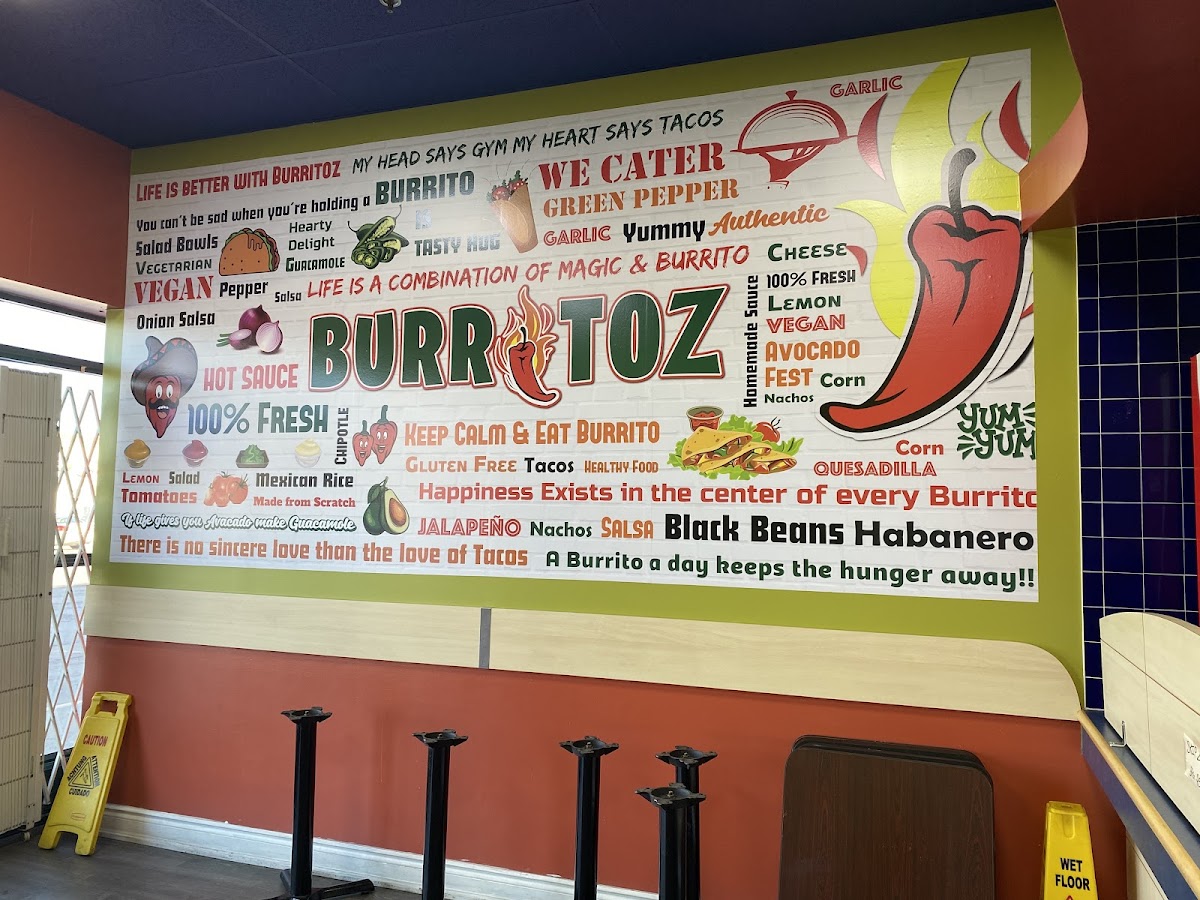 LIFE IS BETTER WITH BURRITOZ
MY HEAD SAYS GYM MY HEART SAYS TACOS
GARLIC
You can't be sad when you're holding a BURRITO
WE CATER
GREEN PEPPER
Salad Bowls
Hearty
Delight
IS
TASTY HUG
GARLIC
Yummy
Authentic
VEGETARIAN
GUACAMOLE
CHEESE
VEGAN
Pepper
Salsa
LIFE IS A COMBINATION OF MAGIC & BURRITO
Homemade Sauce
100% FRESH
LEMON
VEGAN
AVOCADO
FEST
Corn
Nachos
Onion Salsa
BURRITOZ
HOT SAUCE
100% FRESH
CHIPOTLE
KEEP CALM & EAT BURRITO
YUM
YUM
Corn
GLUTEN FREE
TACOS
HEALTHY FOOD
QUESADILLA
LEMON
Salad
Mexican Rice
TOMATOES
Made from Scratch
Happiness Exists in the center of every Burrito
If life gives you Avacado make Guacamole
JALAPEÑO
Nachos
SALSA
Black Beans
Habanero
There is no sincere love than the love of Tacos
A Burrito a day keeps the hunger away!!
CAUTION
ACHTUNG
ATTENTION
CUIDADO
WET
FLOOR